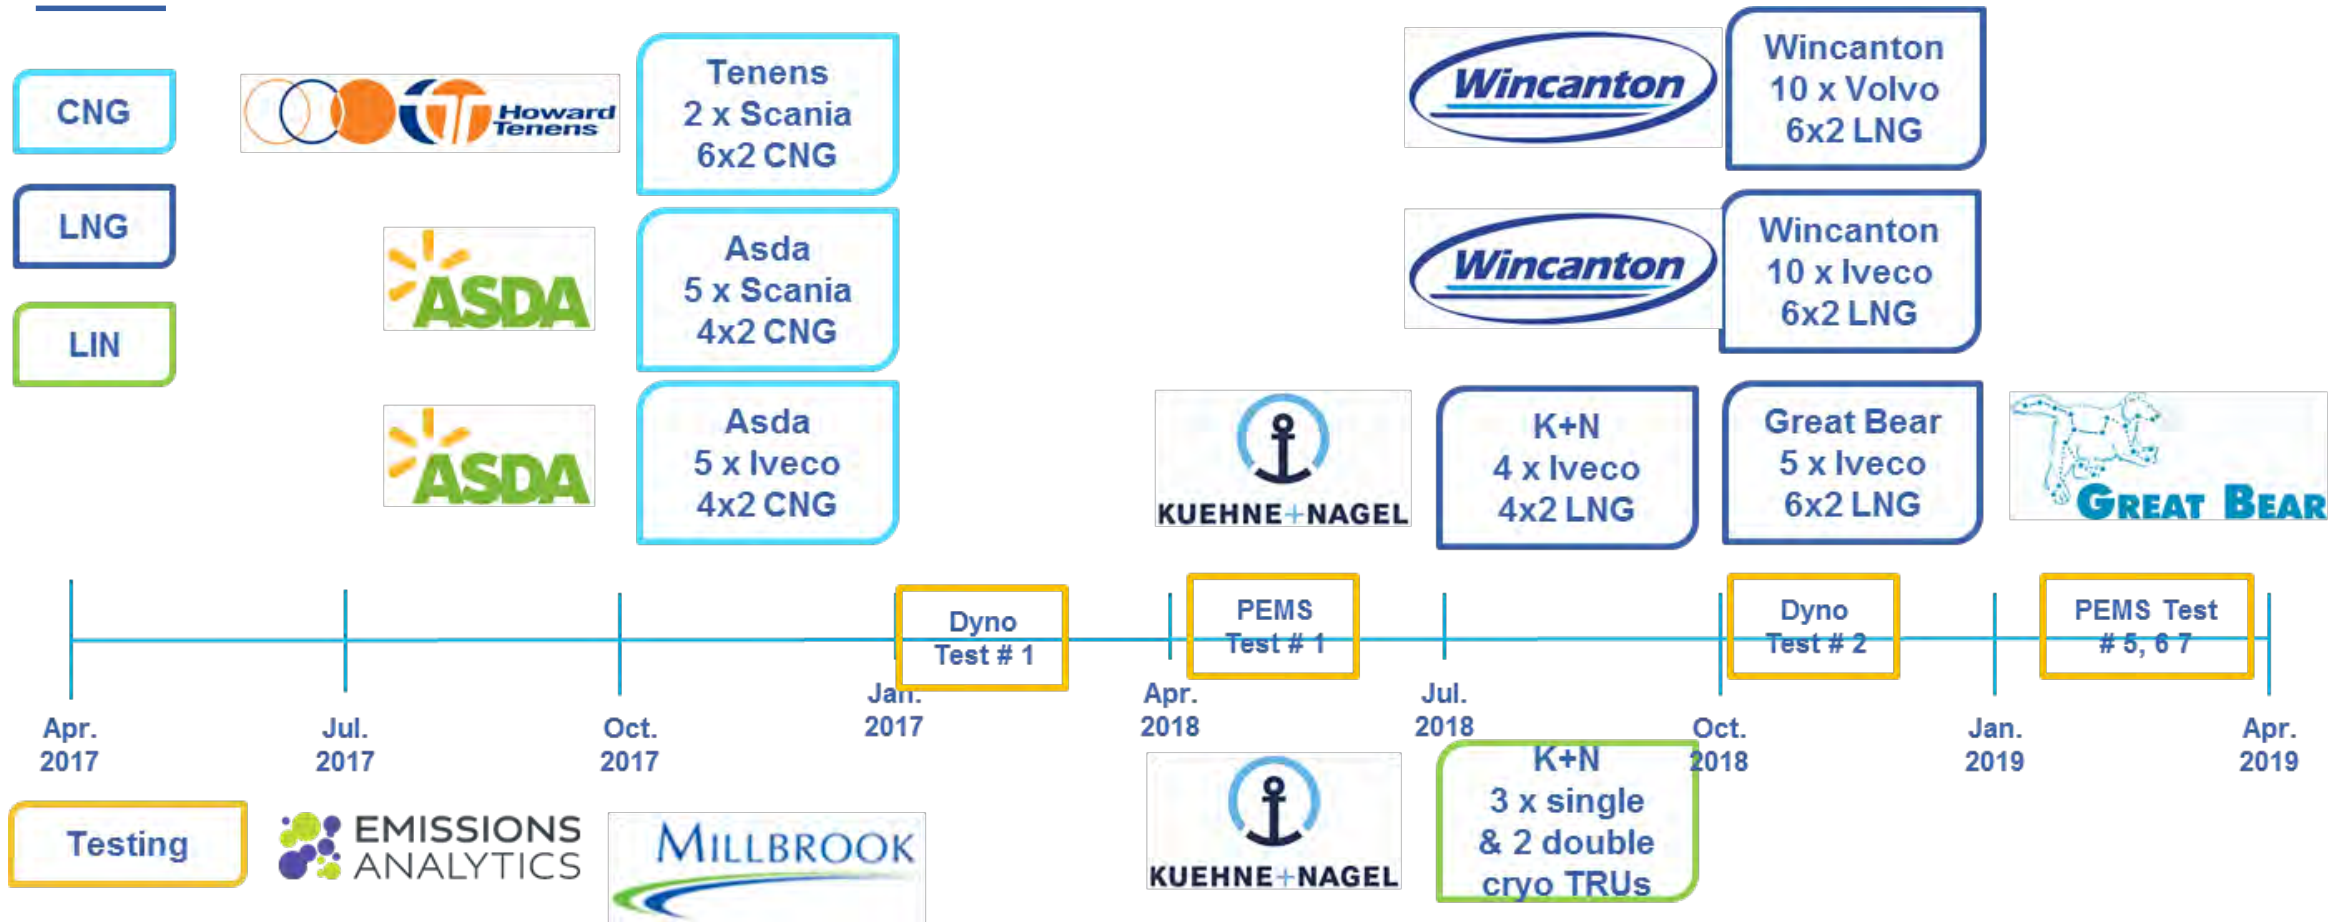 CNG
LNG
LIN
Howard
Tenens
Tenens
2 x Scania
6x2 CNG
ASDA
Asda
5 x Scania
4x2 CNG
ASDA
Asda
5 x Iveco
4x2 CNG
Wincanton
Wincanton
10 x Volvo
6x2 LNG
Wincanton
Wincanton
10 x Iveco
6x2 LNG
KUEHNE+NAGEL
K+N
4 x Iveco
4x2 LNG
Great Bear
5 x Iveco
6x2 LNG
GREAT BEAR
Dyno
Test # 1
PEMS
Test # 1
Dyno
Test # 2
PEMS Test
# 5, 6 7
Apr.
2017
Jul.
2017
Oct.
2017
Jan.
2017
Apr.
2018
Jul.
2018
Oct.
2018
Jan.
2019
Apr.
2019
Testing
EMISSIONS
ANALYTICS
MILLBROOK
KUEHNE+NAGEL
K+N
3 x single
& 2 double
cryo TRUs